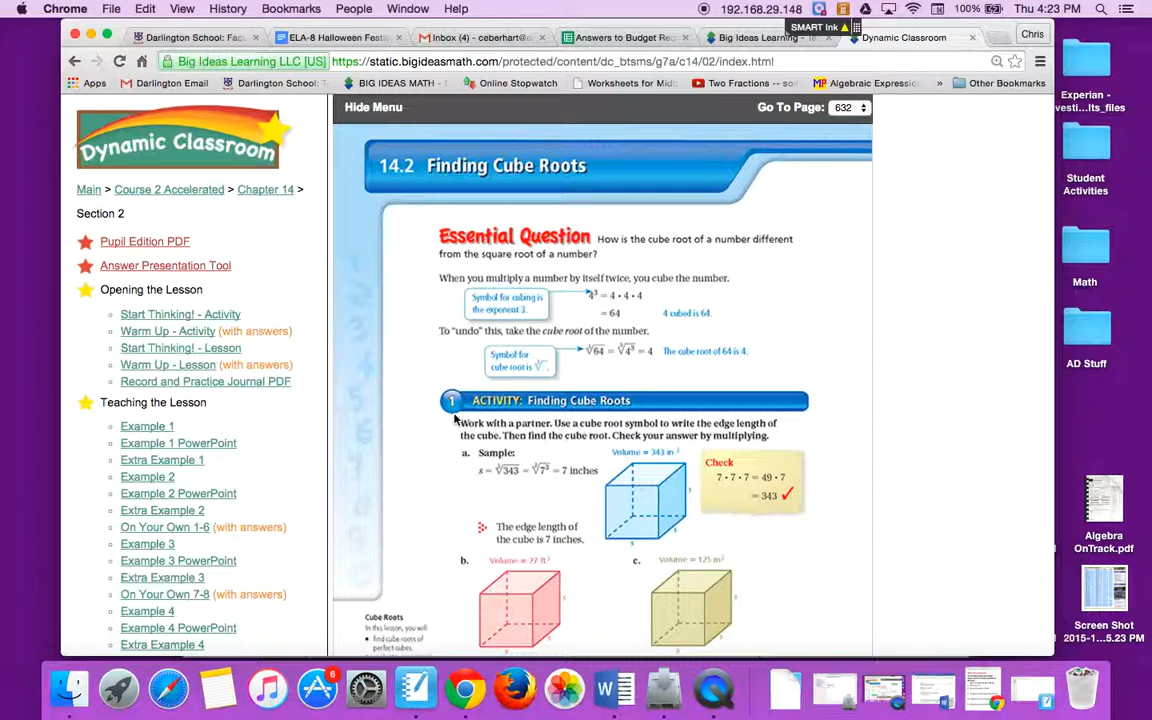 Chrome File Edit View History Bookmarks People Window Help
192.168.29.148 100% Thu 4:23 PM
SMART Ink
Darlington School: Fac
ELA-8 Halloween Festi
Inbox (4) - ceberhart@
Answers to Budget Req
Big Ideas Learning - Te
Dynamic Classroom
Chris
Big Ideas Learning LLC [US] https://static.bigideasmath.com/protected/content/dc_btsms/g7a/c14/02/index.html
Apps Darlington Email Darlington School: T BIG IDEAS MATH - Online Stopwatch Worksheets for Midd Two Fractions -- so Algebraic Expression » Other Bookmarks
Dynamic Classroom
Main > Course 2 Accelerated > Chapter 14 >
Section 2
Pupil Edition PDF
Answer Presentation Tool
Opening the Lesson
Start Thinking! - Activity
Warm Up - Activity (with answers)
Start Thinking! - Lesson
Warm Up - Lesson (with answers)
Record and Practice Journal PDF
Teaching the Lesson
Example 1
Example 1 PowerPoint
Extra Example 1
Example 2
Example 2 PowerPoint
Extra Example 2
On Your Own 1-6 (with answers)
Example 3
Example 3 PowerPoint
Extra Example 3
On Your Own 7-8 (with answers)
Example 4
Example 4 PowerPoint
Extra Example 4
Hide Menu
Go To Page: 632
14.2 Finding Cube Roots
Essential Question How is the cube root of a number different
from the square root of a number?
When you multiply a number by itself twice, you cube the number.
Symbol for cubing is
the exponent 3.
4³ = 4 • 4 • 4
= 64 4 cubed is 64.
To “undo” this, take the cube root of the number.
Symbol for
cube root is ∛ .
∛64 = ∛4³ = 4 The cube root of 64 is 4.
1 ACTIVITY: Finding Cube Roots
Work with a partner. Use a cube root symbol to write the edge length of
the cube. Then find the cube root. Check your answer by multiplying.
a. Sample:
s = ∛343 = ∛7³ = 7 inches
Volume = 343 in³
s
s
s
Check
7 • 7 • 7 = 49 • 7
= 343 ✓
The edge length of
the cube is 7 inches.
b. Volume = 27 ft³
s
s
s
c. Volume = 125 m³
s
s
s
Cube Roots
In this lesson, you will
• find cube roots of
perfect cubes.
Experian -
Student
Activities
Math
AD Stuff
Algebra
OnTrack.pdf
Screen Shot
2015-1...5.23 PM
6